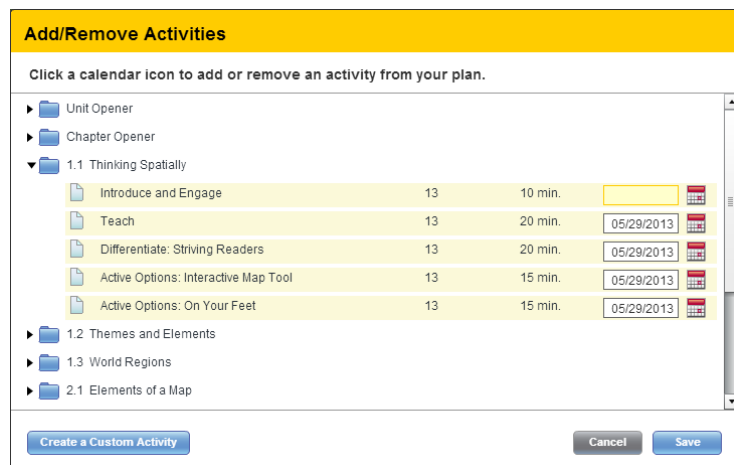 Add/Remove Activities
Click a calendar icon to add or remove an activity from your plan.
Unit Opener
Chapter Opener
1.1 Thinking Spatially
Introduce and Engage 13 10 min.
Teach 13 20 min. 05/29/2013
Differentiate: Striving Readers 13 20 min. 05/29/2013
Active Options: Interactive Map Tool 13 15 min. 05/29/2013
Active Options: On Your Feet 13 15 min. 05/29/2013
1.2 Themes and Elements
1.3 World Regions
2.1 Elements of a Map
Create a Custom Activity Cancel Save